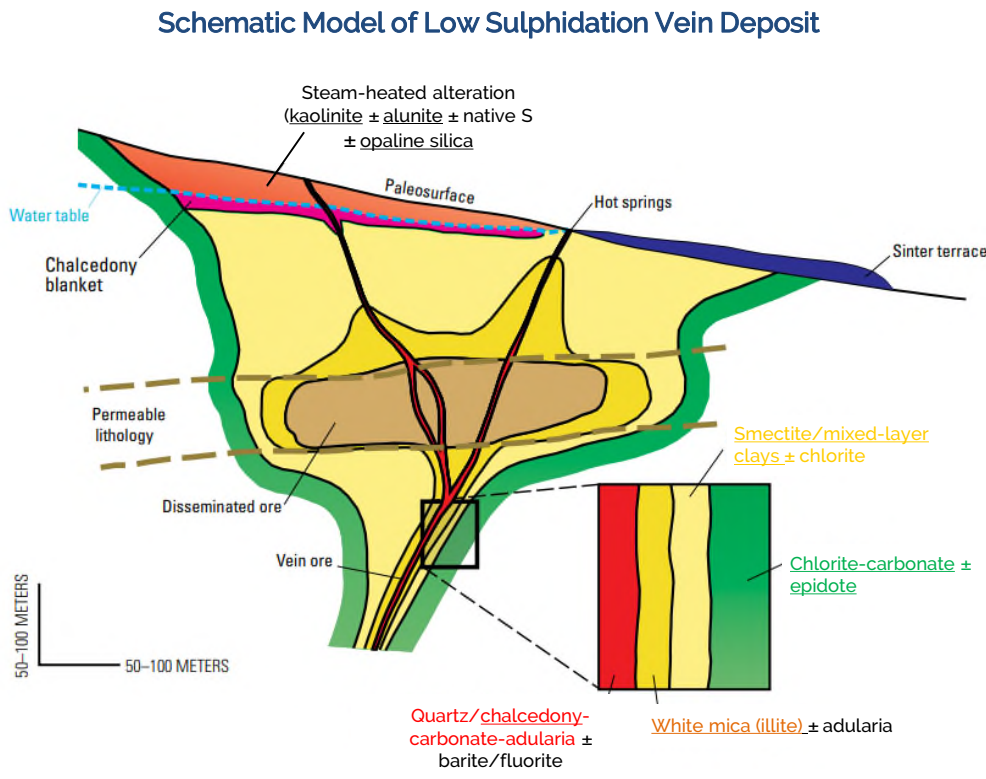 Schematic Model of Low Sulphidation Vein Deposit
Steam-heated alteration
(kaolinite ± alunite ± native S
± opaline silica
Paleosurface
Hot springs
Water table
Sinter terrace
Chalcedony
blanket
Permeable
lithology
Smectite/mixed-layer
clays ± chlorite
Disseminated ore
Vein ore
Chlorite-carbonate ±
epidote
50–100 METERS
50–100 METERS
Quartz/chalcedony-
carbonate-adularia ±
barite/fluorite
White mica (illite) ± adularia